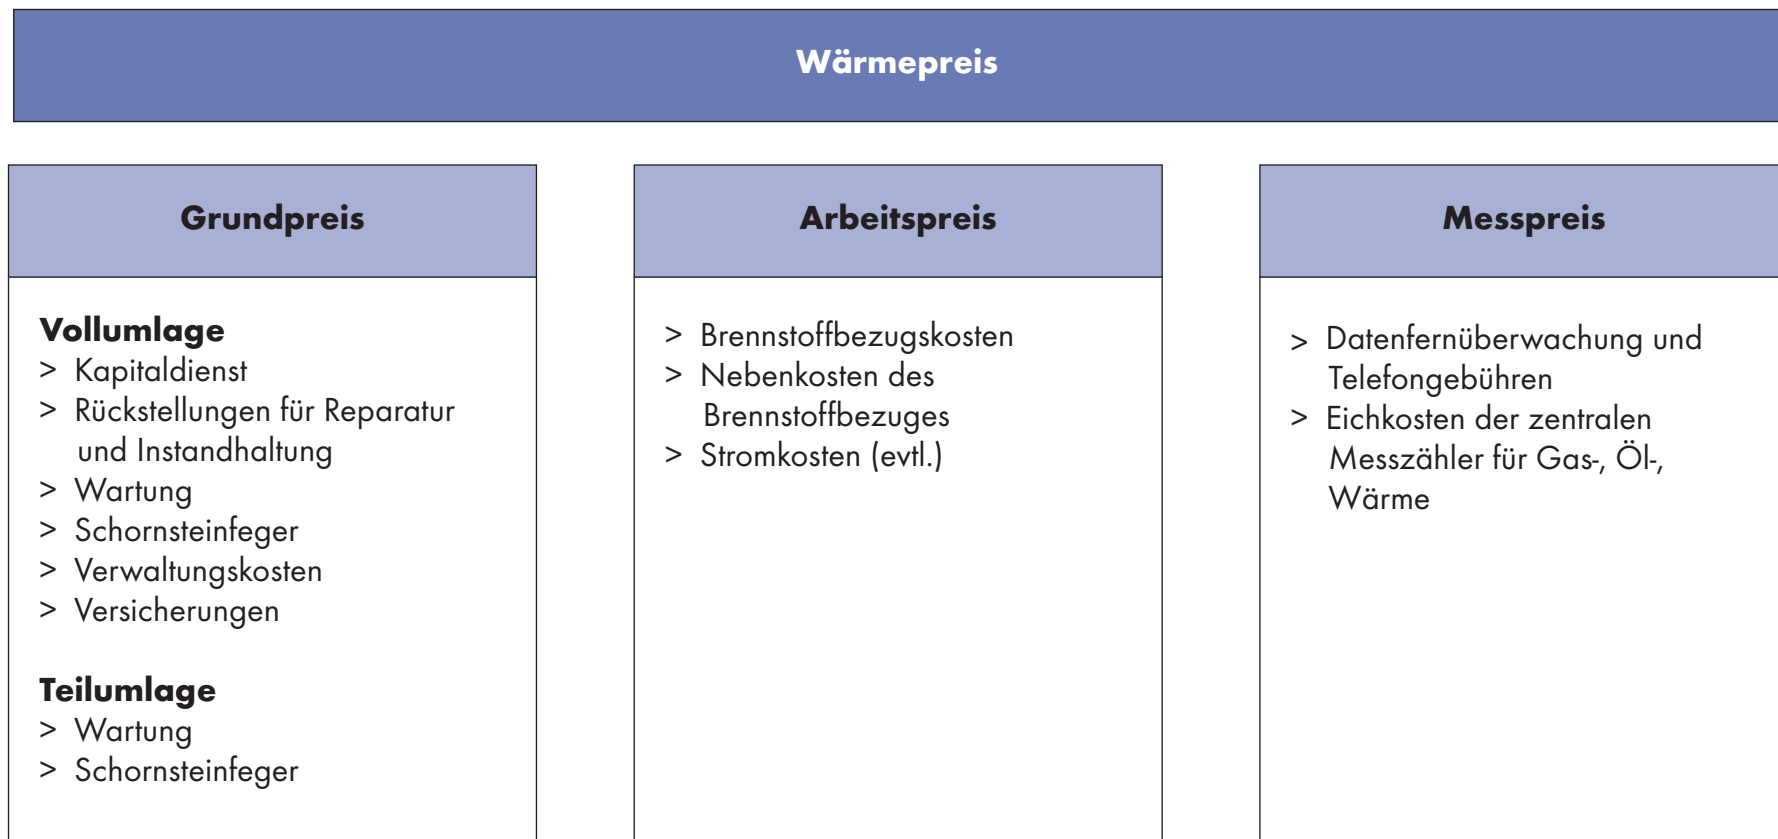 Wärmepreis
Grundpreis
Vollumlage
> Kapitaldienst
> Rückstellungen für Reparatur
und Instandhaltung
> Wartung
> Schornsteinfeger
> Verwaltungskosten
> Versicherungen
Teilumlage
> Wartung
> Schornsteinfeger
Arbeitspreis
> Brennstoffbezugskosten
> Nebenkosten des
Brennstoffbezuges
> Stromkosten (evtl.)
Messpreis
> Datenfernüberwachung und
Telefongebühren
> Eichkosten der zentralen
Messzähler für Gas-, Öl-,
Wärme